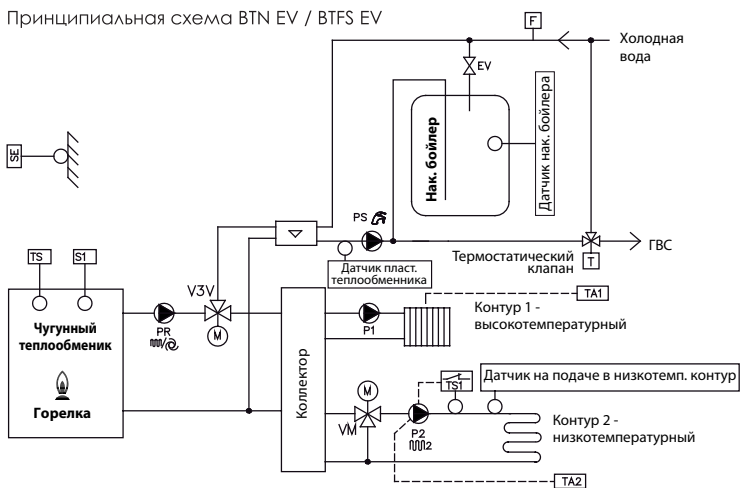 Принципиальная схема BTN EV / BTFS EV
F
Холодная
вода
EV
Нак. бойлер
Датчик нак. бойлера
SE
PS
ГВС
Термостатический
клапан
T
Датчик пласт.
теплообменника
TS
S1
V3V
M
PR
Чугунный
теплообменик
Горелка
Коллектор
P1
TA1
Контур 1 -
высокотемпературный
M
VM
TS1
Датчик на подаче в низкотемп. контур
P2
2
Контур 2 -
низкотемпературный
TA2